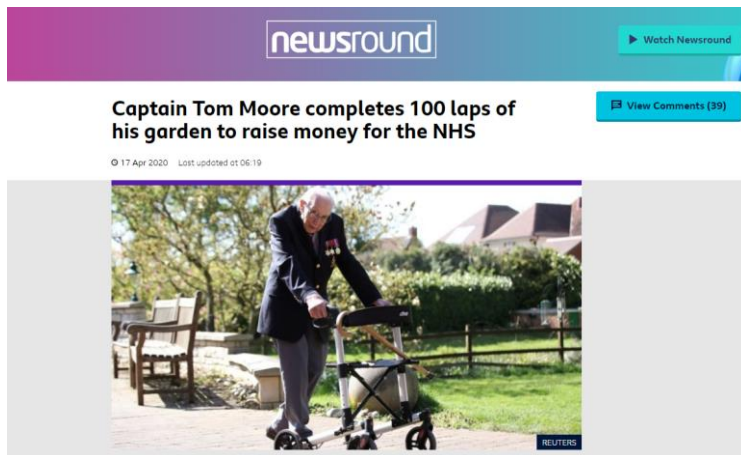 newsround
Watch Newsround
Captain Tom Moore completes 100 laps of
his garden to raise money for the NHS
View Comments (39)
17 Apr 2020 Last updated at 06:19
REUTERS